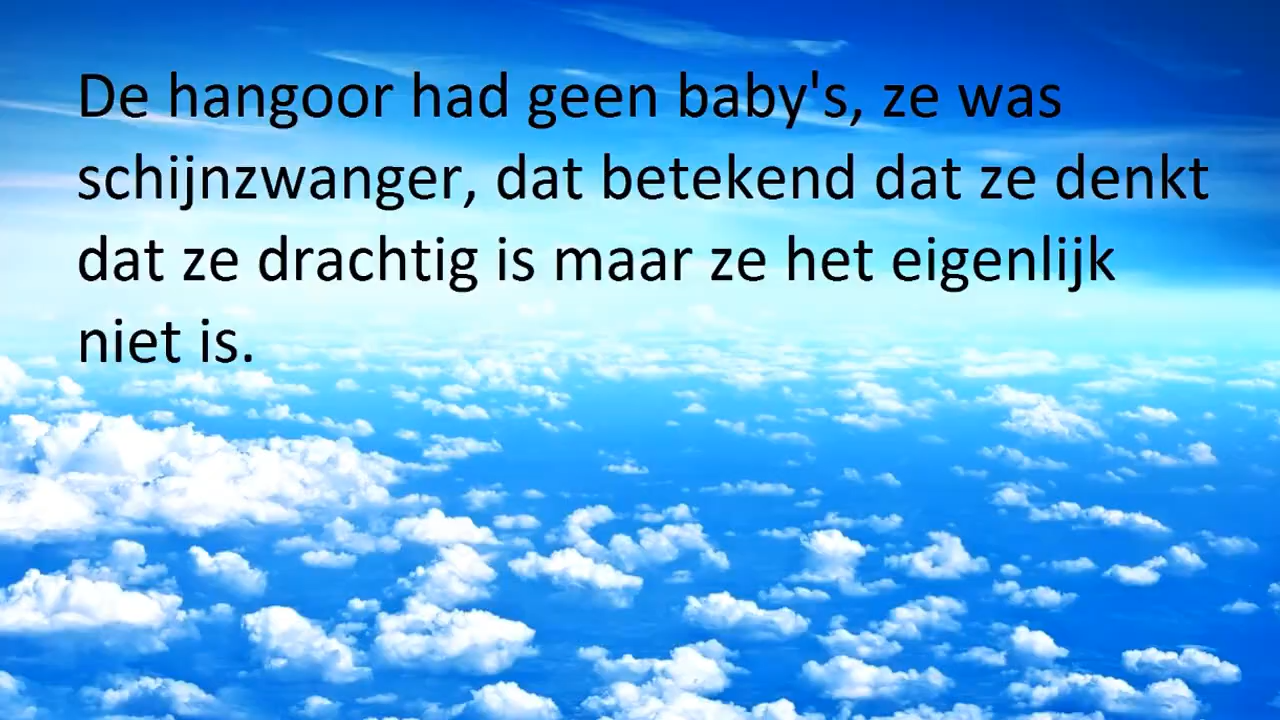 De hangoor had geen baby's, ze was
schijnzwanger, dat betekend dat ze denkt
dat ze drachtig is maar ze het eigenlijk
niet is.